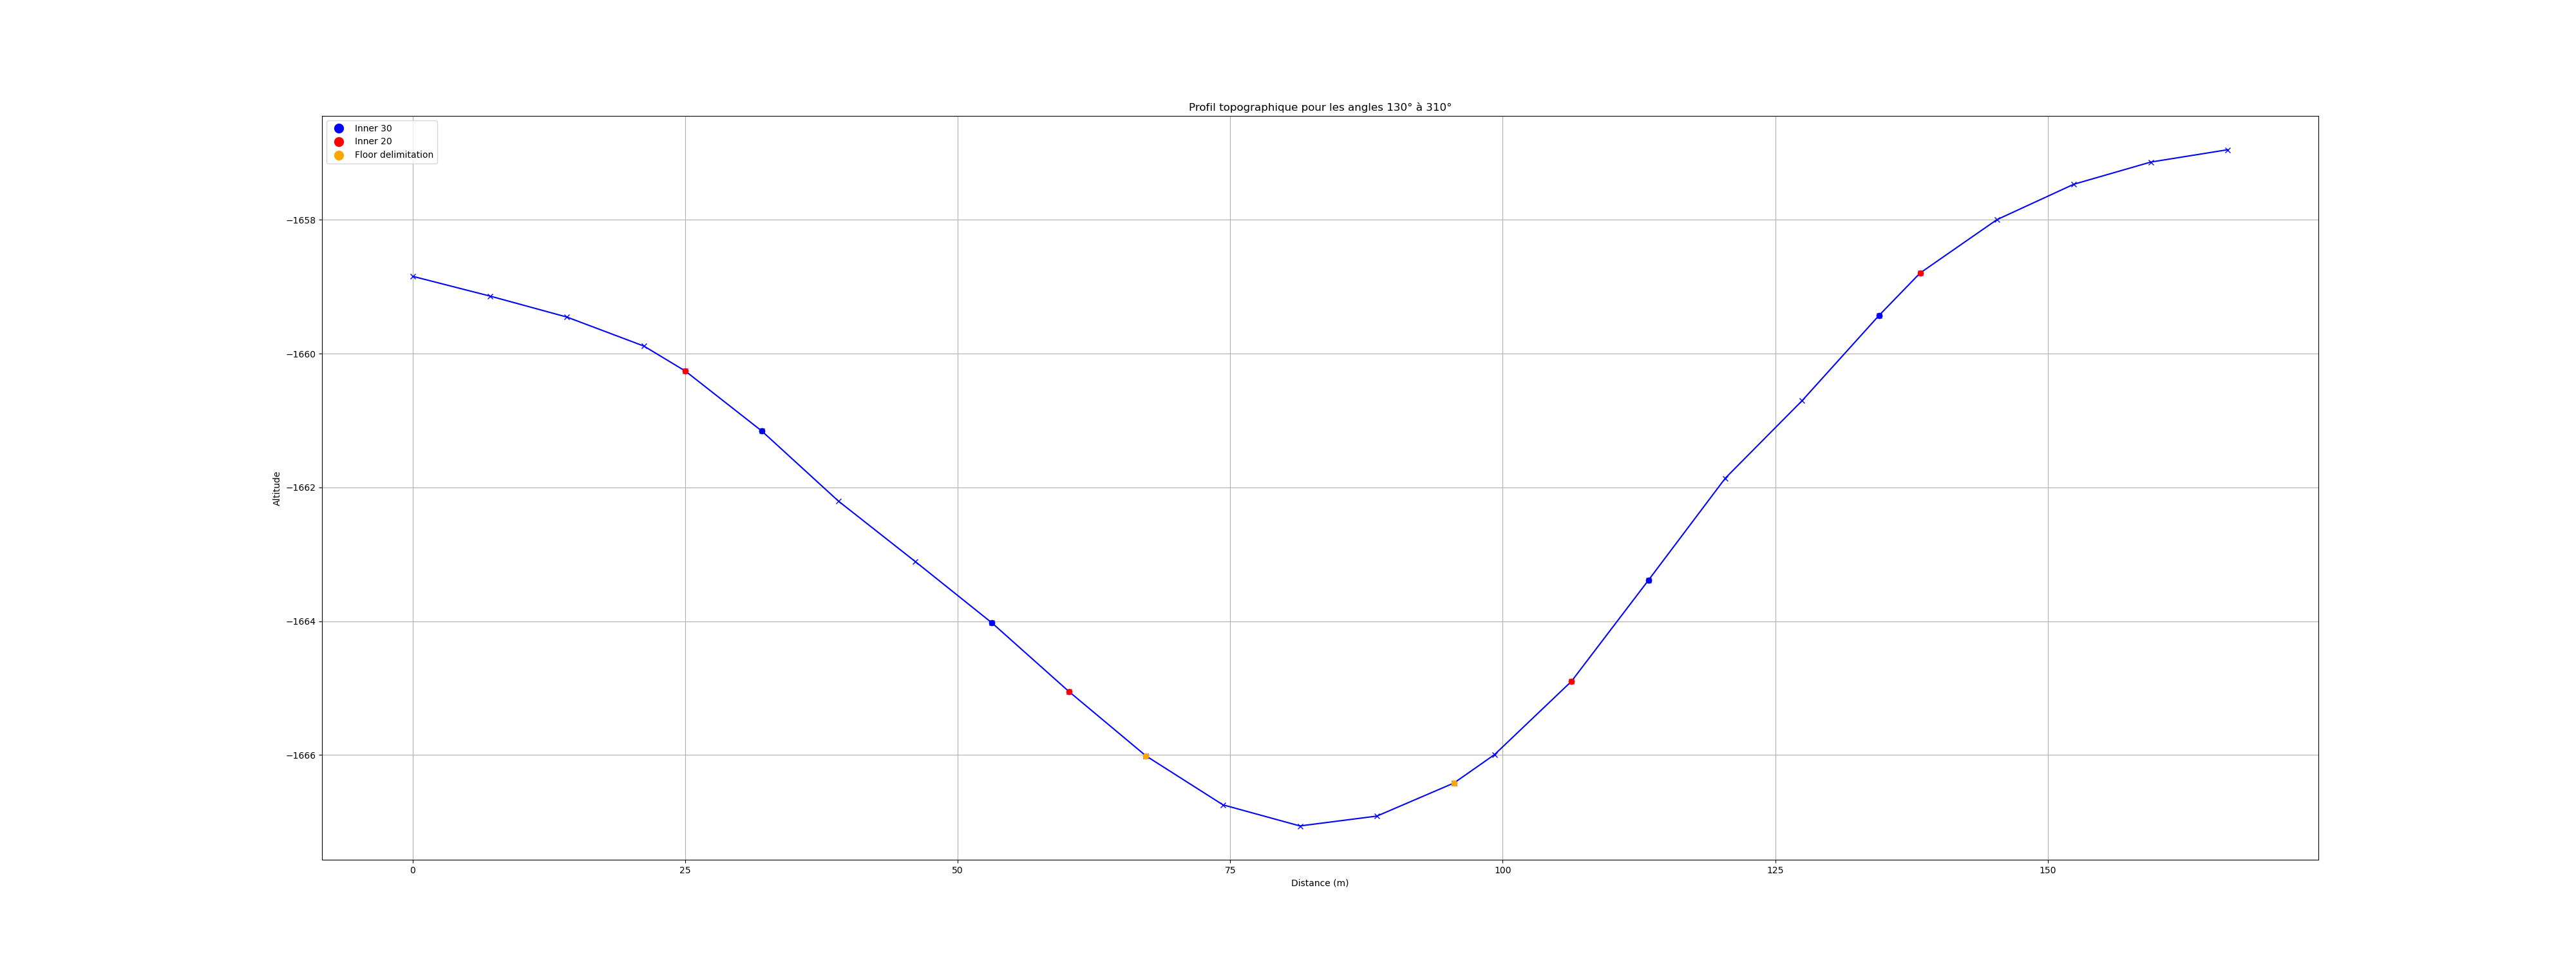 Profil topographique pour les angles 130° à 310°
Inner 30
Inner 20
Floor delimitation
−1658
−1660
−1662
−1664
−1666
Altitude
0 25 50 75 100 125 150
Distance (m)